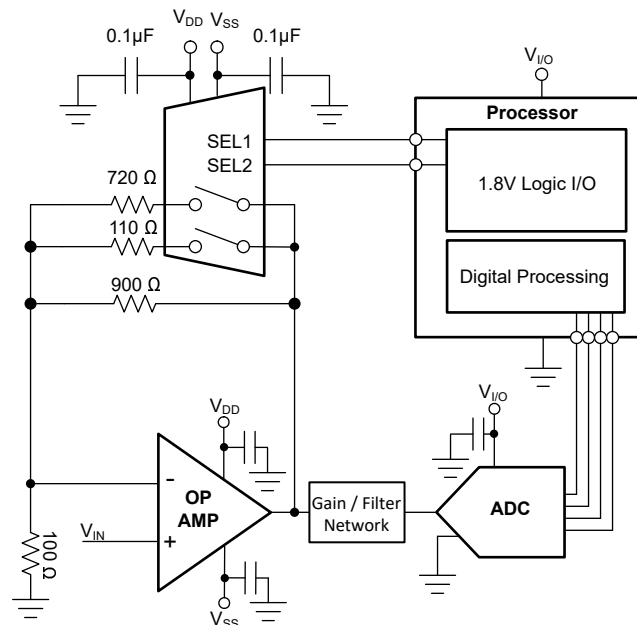 VDD
VSS
0.1µF
0.1µF
VI/O
Processor
SEL1
SEL2
1.8V Logic I/O
720 Ω
110 Ω
900 Ω
Digital Processing
VDD
VI/O
-
OP
AMP
+
VIN
Gain / Filter
Network
ADC
100 Ω
VSS